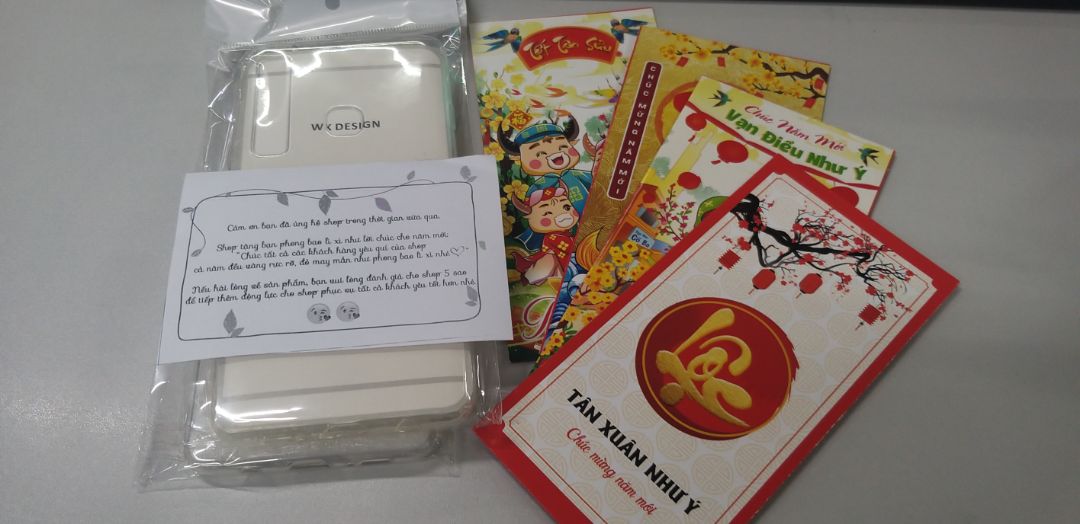 WK DESIGN
Cảm ơn bạn đã ủng hộ shop trong thời gian vừa qua.
Shop tặng bạn phong bao lì xì như lời chúc cho năm mới:
"Chúc tất cả các khách hàng yêu quí của shop
cả năm đều vàng rực rỡ, đỏ may mắn như phong bao lì xì nhé♡?"
Nếu hài lòng về sản phẩm, bạn vui lòng đánh giá cho shop 5 sao
để tiếp thêm động lực cho shop phục vụ tất cả khách yêu tốt hơn nhé.
Tết Tân Sửu
福
CHÚC MỪNG NĂM MỚI
Chúc Năm Mới
Vạn Điều Như Ý
Lộc
TÂN XUÂN NHƯ Ý
Chúc mừng năm mới